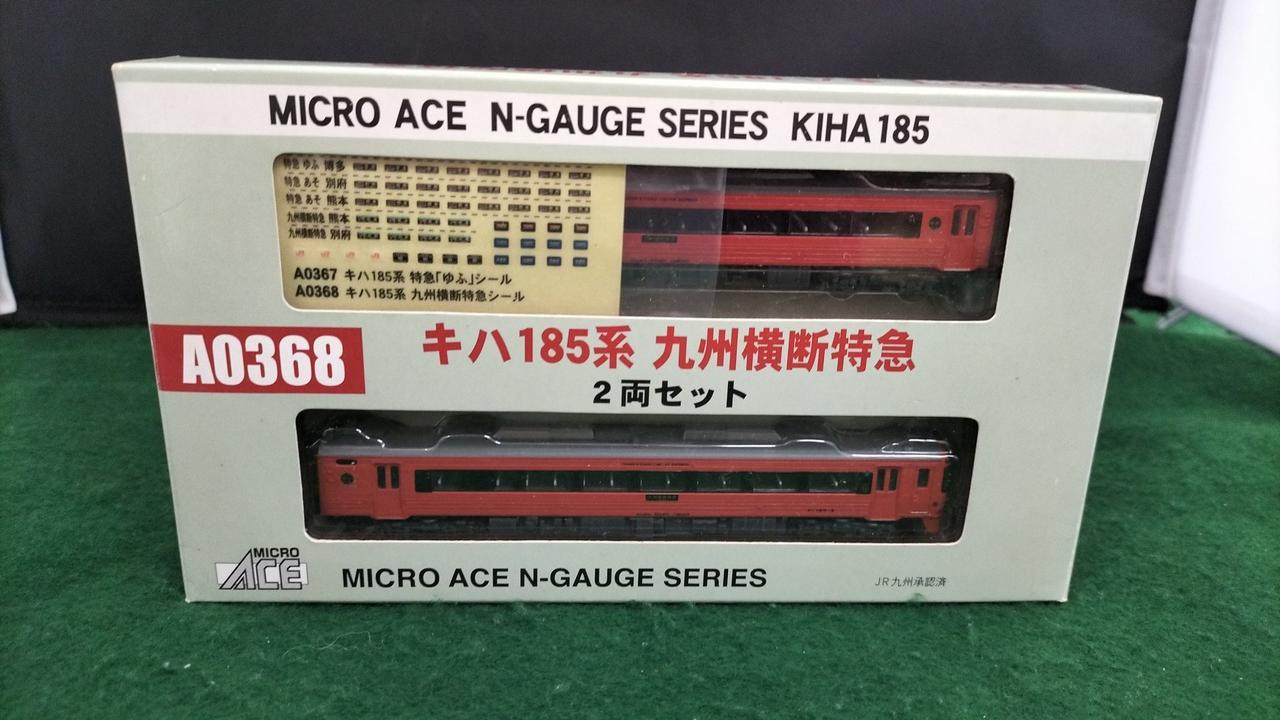 MICRO ACE N-GAUGE SERIES KIHA185
特急 ゆふ 博多
特急 あそ 別府
特急 あそ 熊本
九州横断特急 熊本
九州横断特急 別府
A0367 キハ185系 特急「ゆふ」シール
A0368 キハ185系 九州横断特急シール
A0368
キハ185系 九州横断特急
2両セット
MICRO
ACE
MICRO ACE N-GAUGE SERIES
JR九州承認済